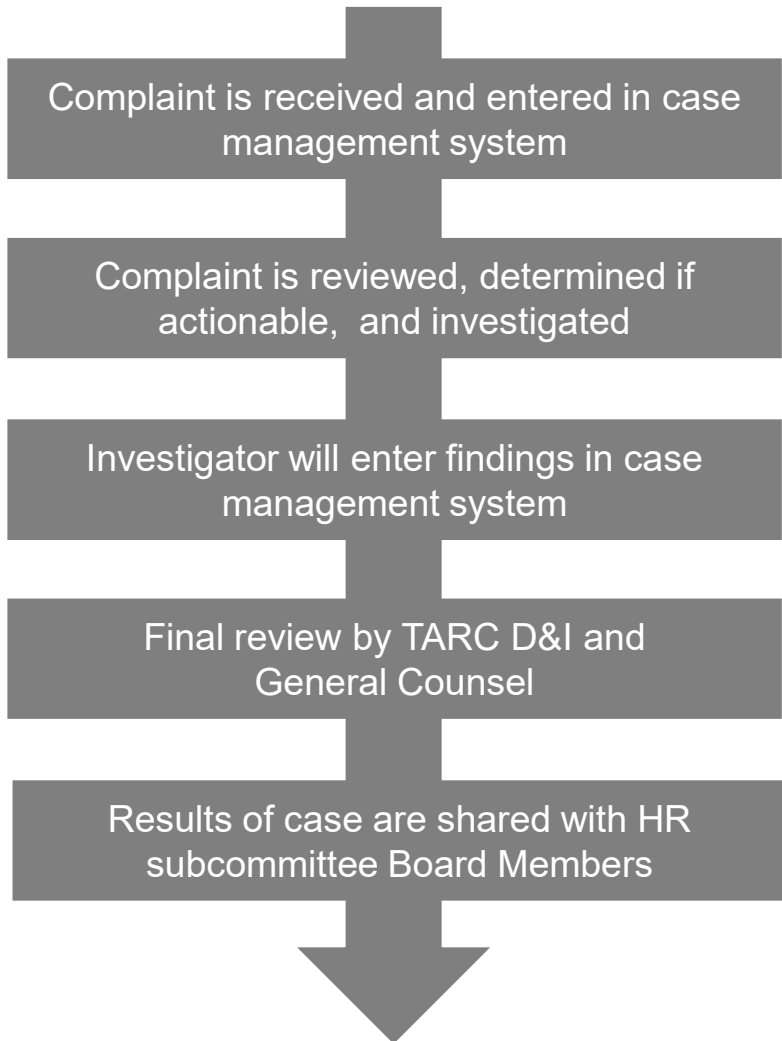 Complaint is received and entered in case
management system
Complaint is reviewed, determined if
actionable,  and investigated
Investigator will enter findings in case
management system
Final review by TARC D&I and
General Counsel
Results of case are shared with HR
subcommittee Board Members